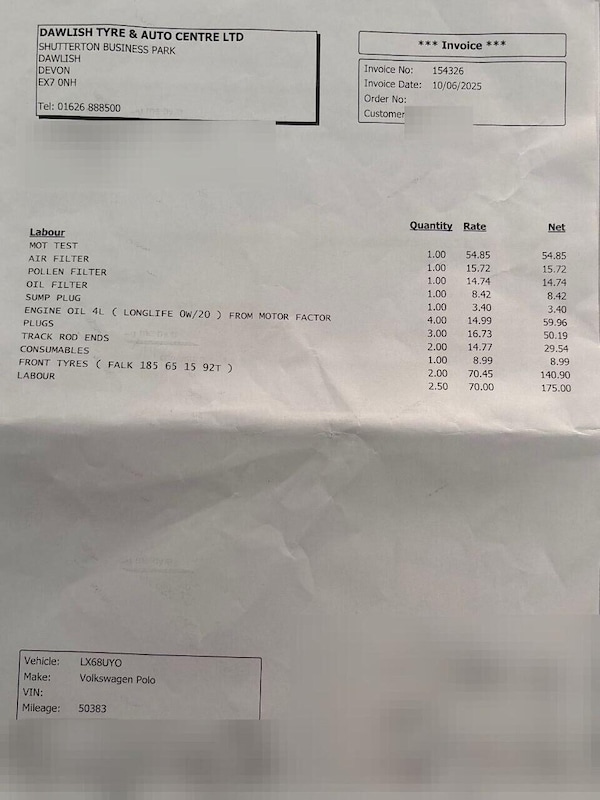 DAWLISH TYRE & AUTO CENTRE LTD
SHUTTERTON BUSINESS PARK
DAWLISH
DEVON
EX7 0NH
Tel: 01626 888500
*** Invoice ***
Invoice No: 154326
Invoice Date: 10/06/2025
Order No:
Customer
Labour Quantity Rate Net
MOT TEST 1.00 54.85 54.85
AIR FILTER 1.00 15.72 15.72
POLLEN FILTER 1.00 14.74 14.74
OIL FILTER 1.00 8.42 8.42
SUMP PLUG 1.00 3.40 3.40
ENGINE OIL 4L ( LONGLIFE 0W/20 ) FROM MOTOR FACTOR 4.00 14.99 59.96
PLUGS 3.00 16.73 50.19
TRACK ROD ENDS 2.00 14.77 29.54
CONSUMABLES 1.00 8.99 8.99
FRONT TYRES ( FALK 185 65 15 92T ) 2.00 70.45 140.90
LABOUR 2.50 70.00 175.00
Vehicle: LX68UYO
Make: Volkswagen Polo
VIN:
Mileage: 50383